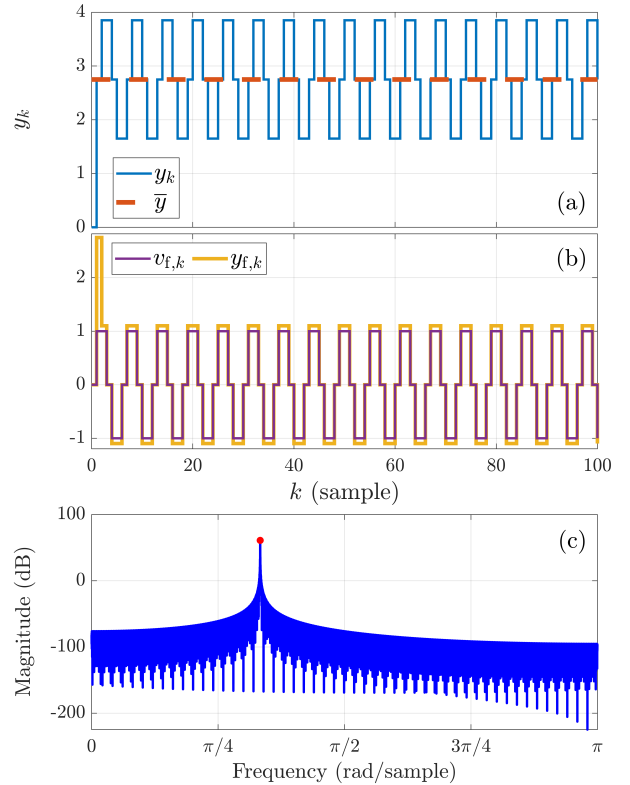 4
3
2
1
0
y_k
y_k
ȳ
(a)
2
1
0
-1
v_{f,k} y_{f,k}
(b)
0 20 40 60 80 100
k (sample)
100
0
-100
-200
Magnitude (dB)
(c)
0 π/4 π/2 3π/4 π
Frequency (rad/sample)